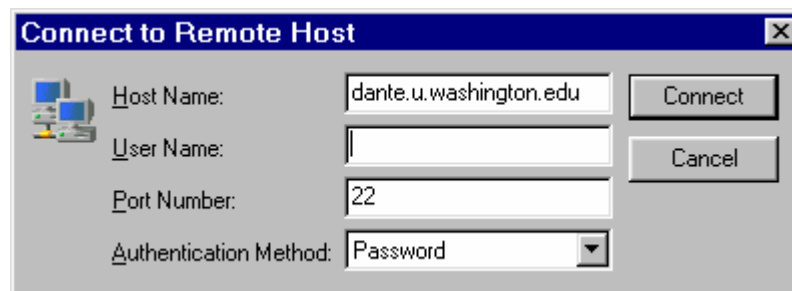 Connect to Remote Host
Host Name: dante.u.washington.edu Connect
User Name: Cancel
Port Number: 22
Authentication Method: Password